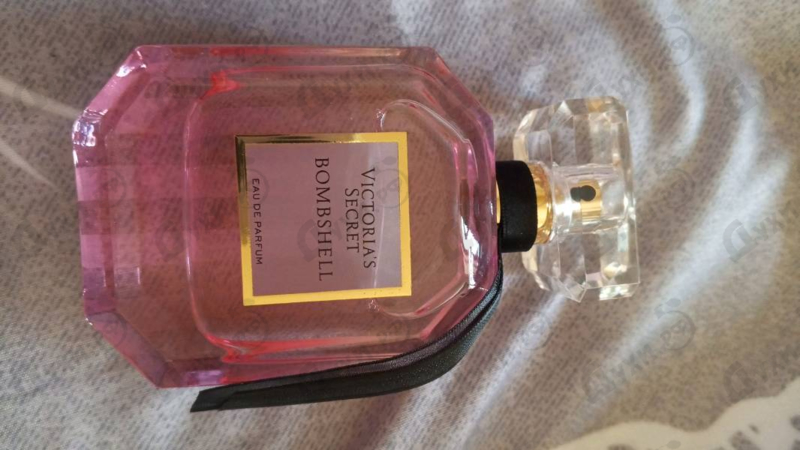 VICTORIA'S
SECRET
BOMBSHELL
EAU DE PARFUM